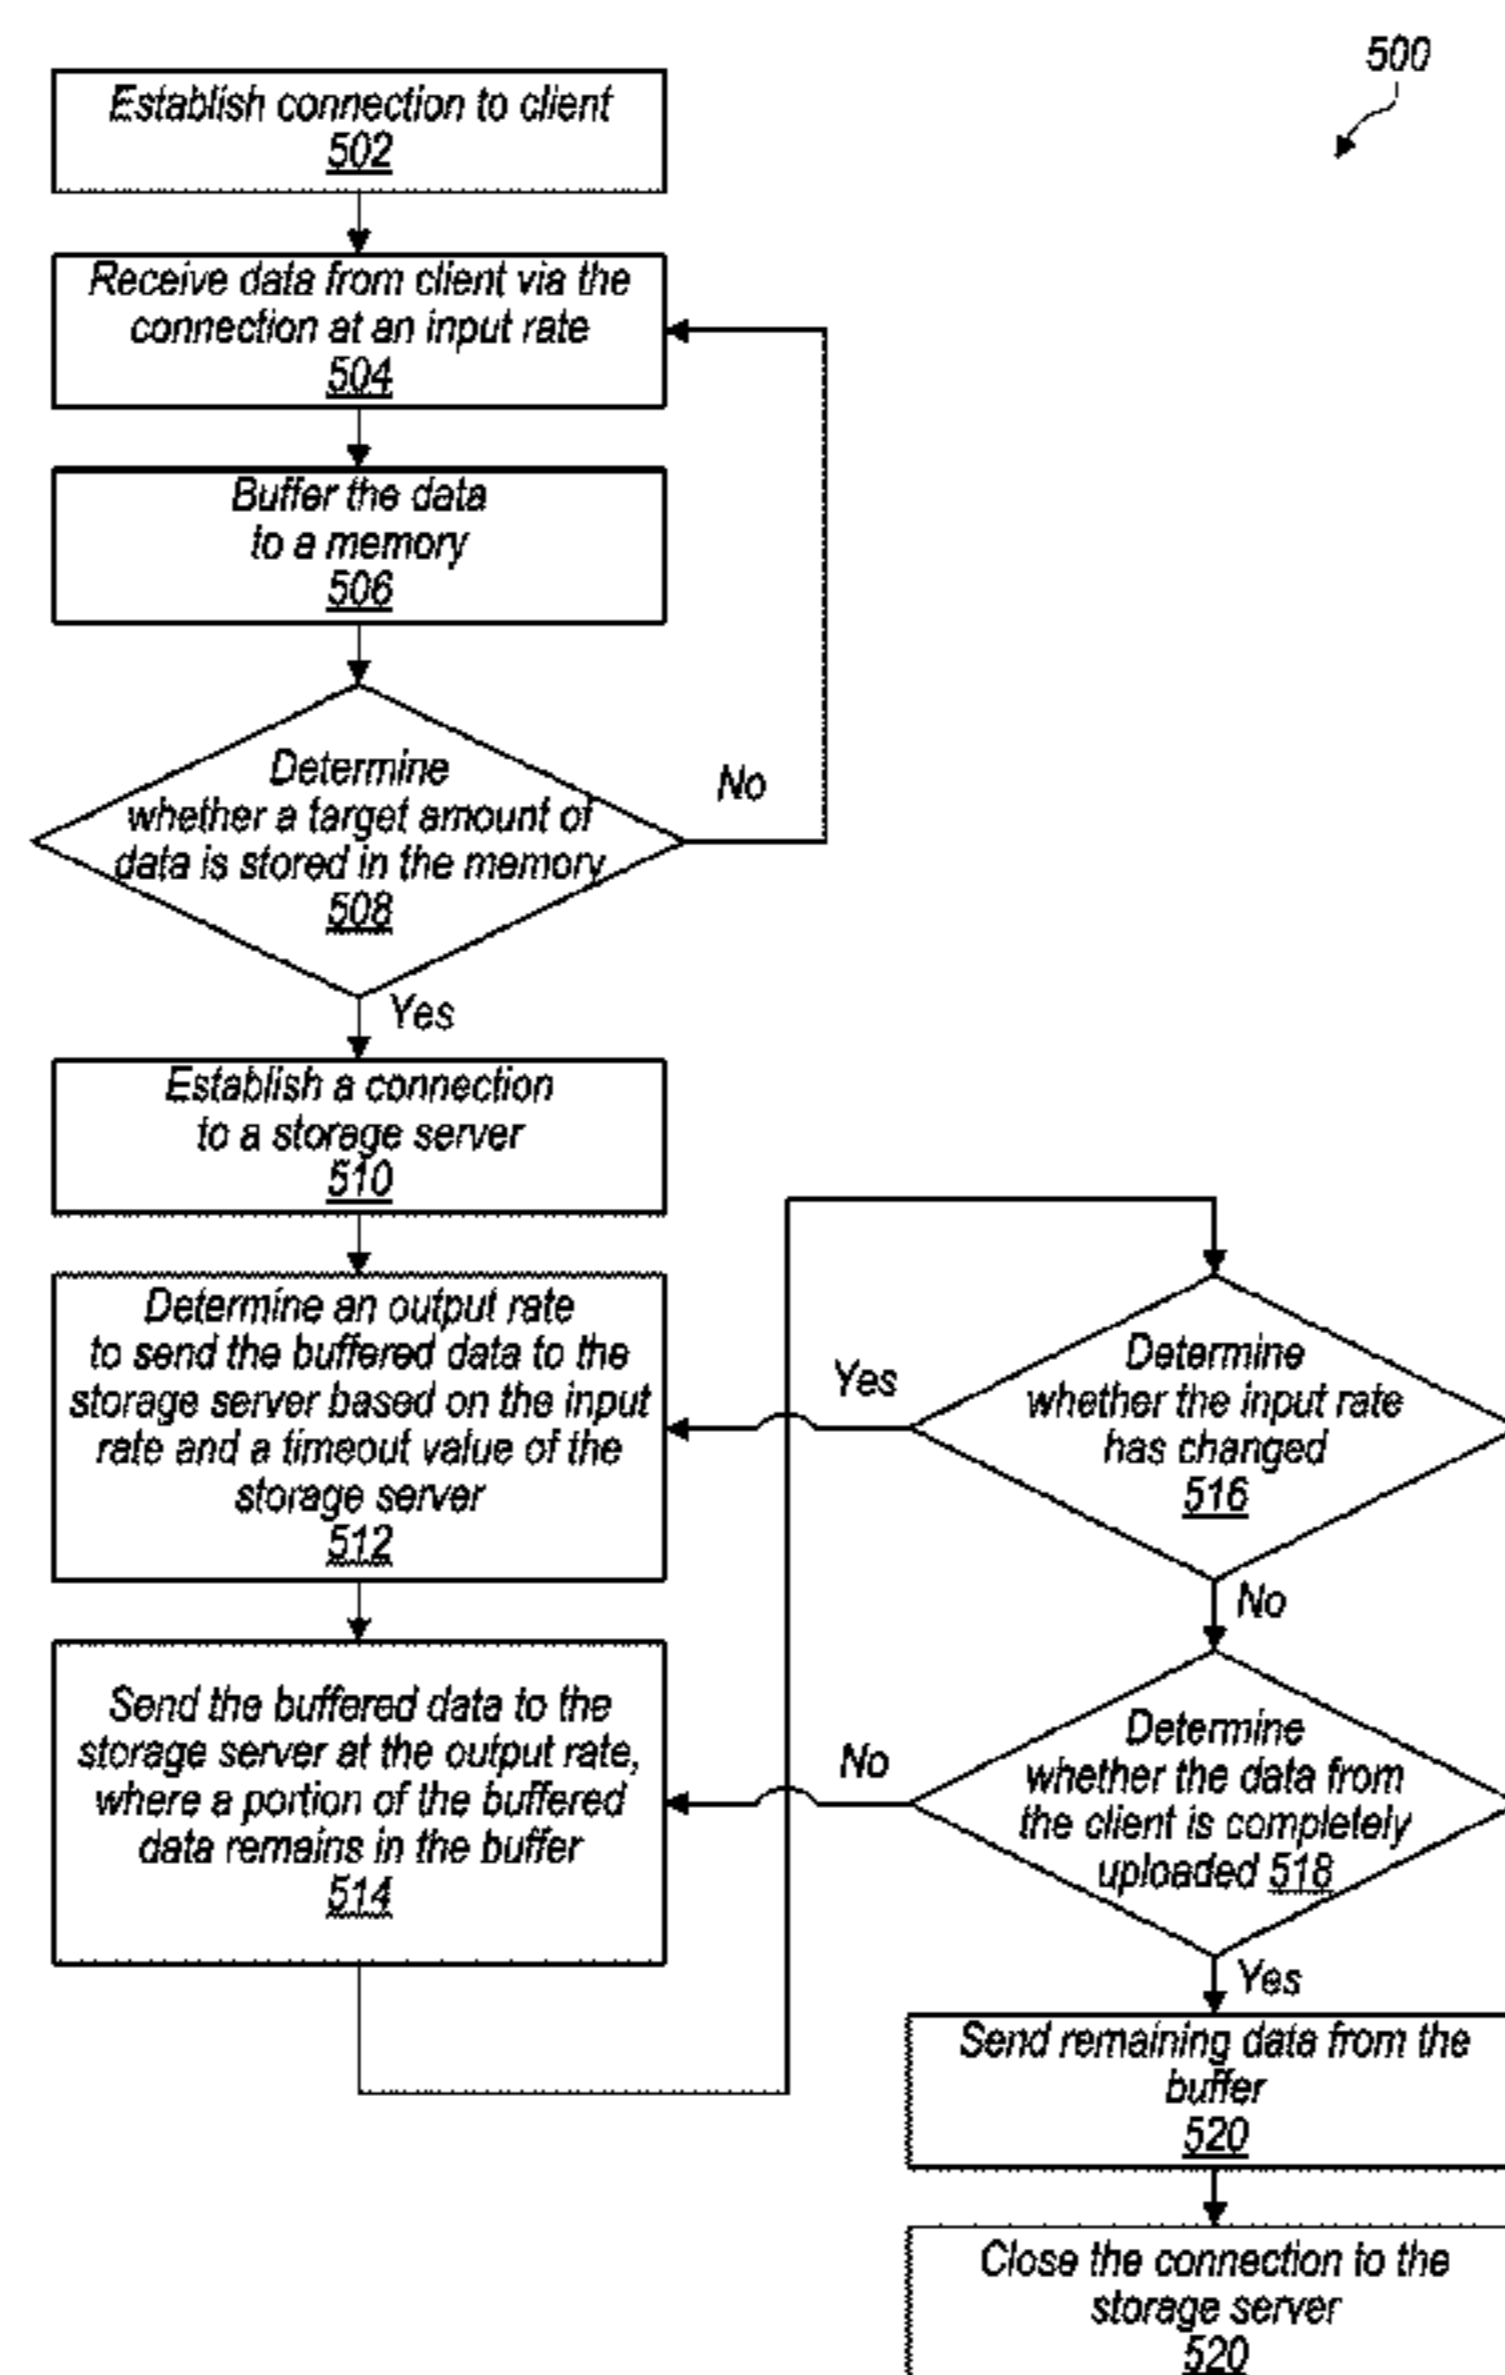 500
Establish connection to client
502
Receive data from client via the
connection at an input rate
504
Buffer the data
to a memory
506
Determine
whether a target amount of
data is stored in the memory
508
No
Yes
Establish a connection
to a storage server
510
Determine an output rate
to send the buffered data to the
storage server based on the input
rate and a timeout value of the
storage server
512
Send the buffered data to the
storage server at the output rate,
where a portion of the buffered
data remains in the buffer
514
Determine
whether the input rate
has changed
516
Yes
No
Determine
whether the data from
the client is completely
uploaded 518
No
Yes
Send remaining data from the
buffer
520
Close the connection to the
storage server
520